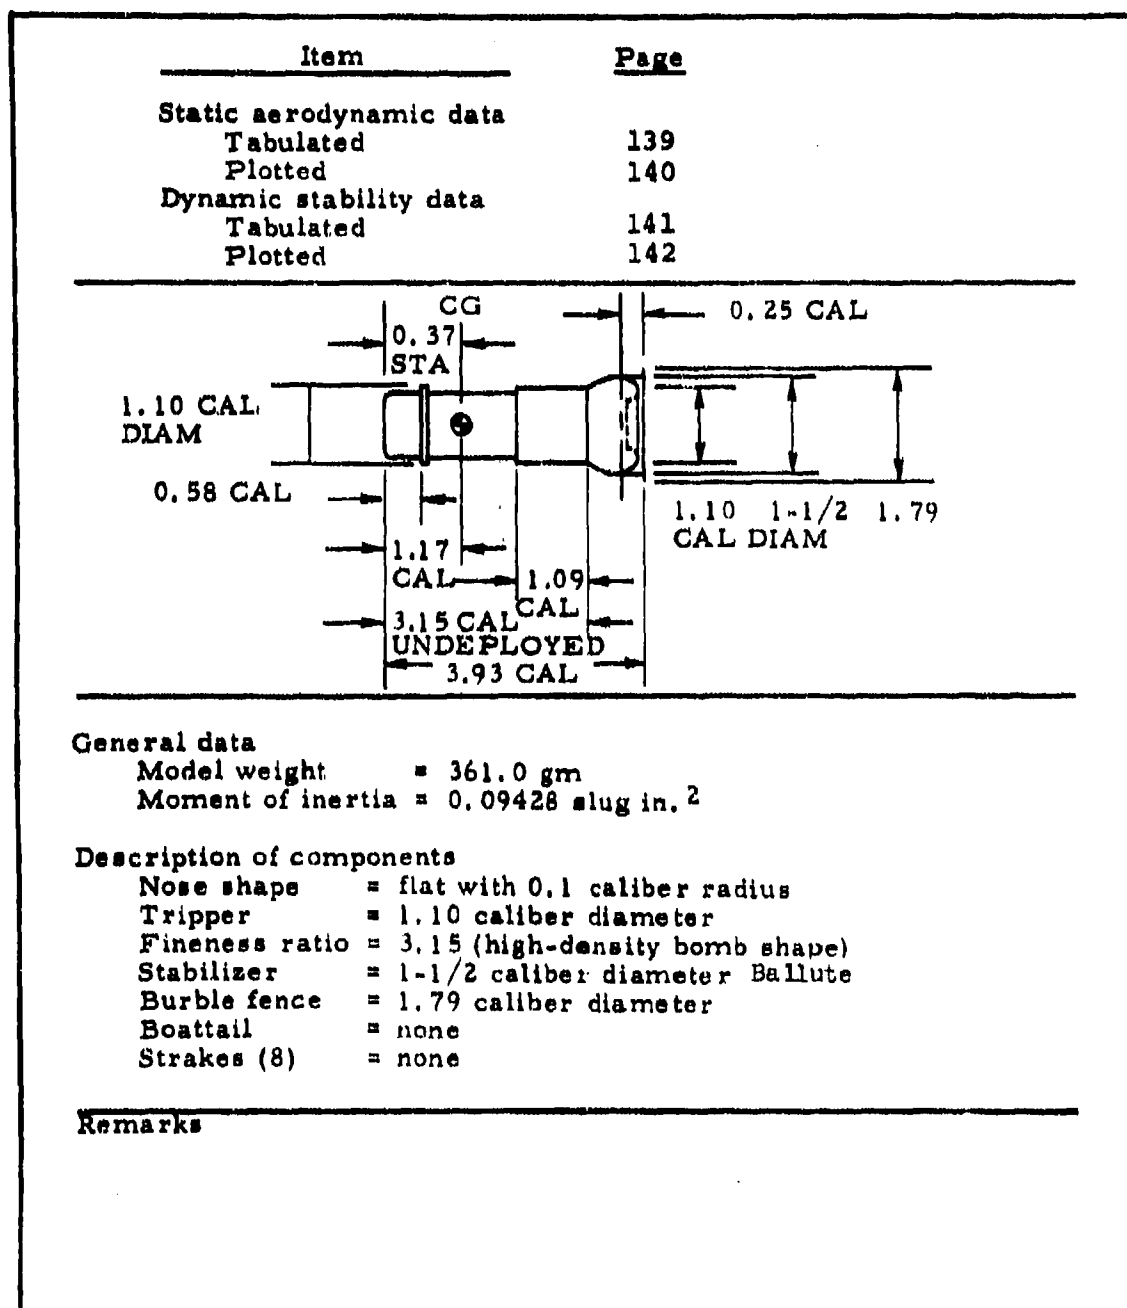 Item Page
Static aerodynamic data
Tabulated 139
Plotted 140
Dynamic stability data
Tabulated 141
Plotted 142
CG
0.25 CAL
0.37
STA
1.10 CAL
DIAM
0.58 CAL
1.10 1-1/2 1.79
CAL DIAM
1.17
CAL
1.09
CAL
3.15 CAL
UNDEPLOYED
3.93 CAL
General data
Model weight = 361.0 gm
Moment of inertia = 0.09428 slug in.²
Description of components
Nose shape = flat with 0.1 caliber radius
Tripper = 1.10 caliber diameter
Fineness ratio = 3.15 (high-density bomb shape)
Stabilizer = 1-1/2 caliber diameter Ballute
Burble fence = 1.79 caliber diameter
Boattail = none
Strakes (8) = none
Remarks